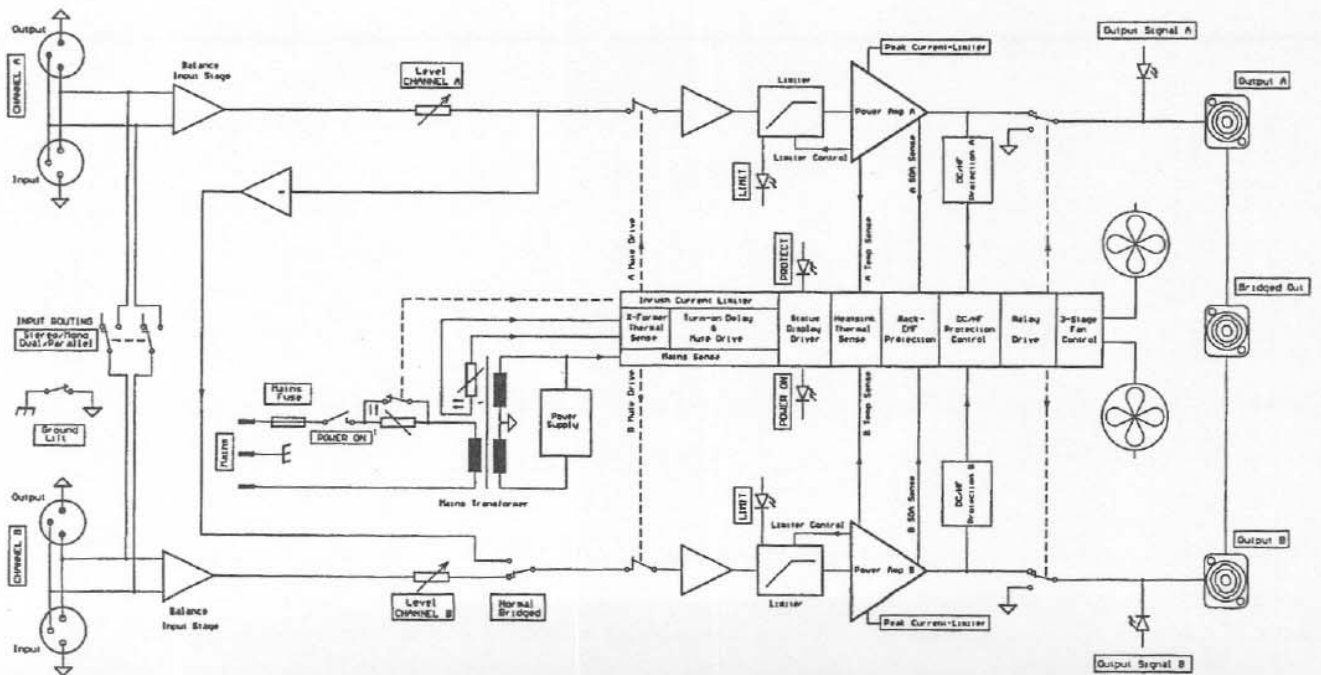 Output
CHANNEL A
Input
Balance
Input Stage
Level
CHANNEL A
Limiter
Limiter Control
LIMIT
Peak Current-Limiter
Power Amp A
Output Signal A
Output A
A Mute Drive
PROTECT
A Temp Sense
A SOA Sense
DC/HF
Protection A
INPUT ROUTING
Stereo/Mono
Dual/Parallel
Ground
Lift
Inrush Current Limiter
X-Former
Thermal
Sense
Turn-on Delay
&
Mute Drive
Mains Sense
Status
Display
Driver
Heatsink
Thermal
Sense
Back-
EMF
Protection
DC/HF
Protection
Control
Relay
Drive
3-Stage
Fan
Control
Bridged Out
Mains
Fuse
POWER ON
Mains
Power
Supply
Mains Transformer
B Mute Drive
POWER ON
B Temp Sense
B SOA Sense
DC/HF
Protection B
Output
CHANNEL B
Input
Balance
Input Stage
Level
CHANNEL B
Normal
Bridged
LIMIT
Limiter Control
Limiter
Power Amp B
Peak Current-Limiter
Output B
Output Signal B